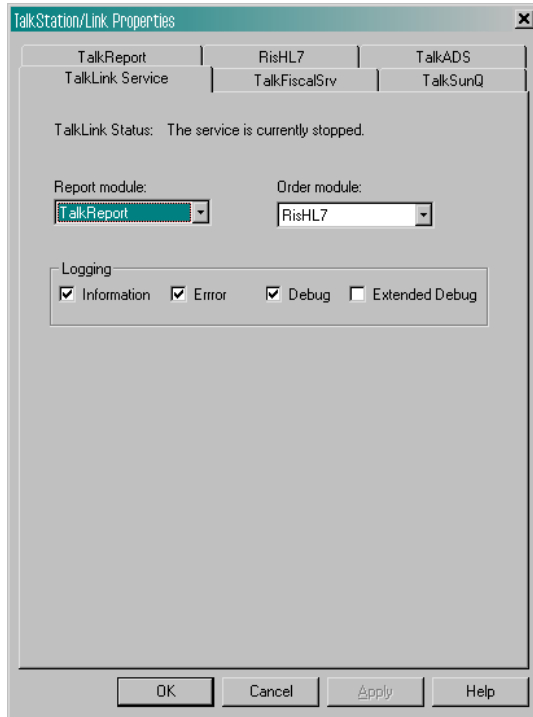 TalkStation/Link Properties
TalkReport RisHL7 TalkADS
TalkLink Service TalkFiscalSrv TalkSunQ
TalkLink Status: The service is currently stopped.
Report module: Order module:
TalkReport RisHL7
Logging
Information Errror Debug Extended Debug
OK Cancel Apply Help